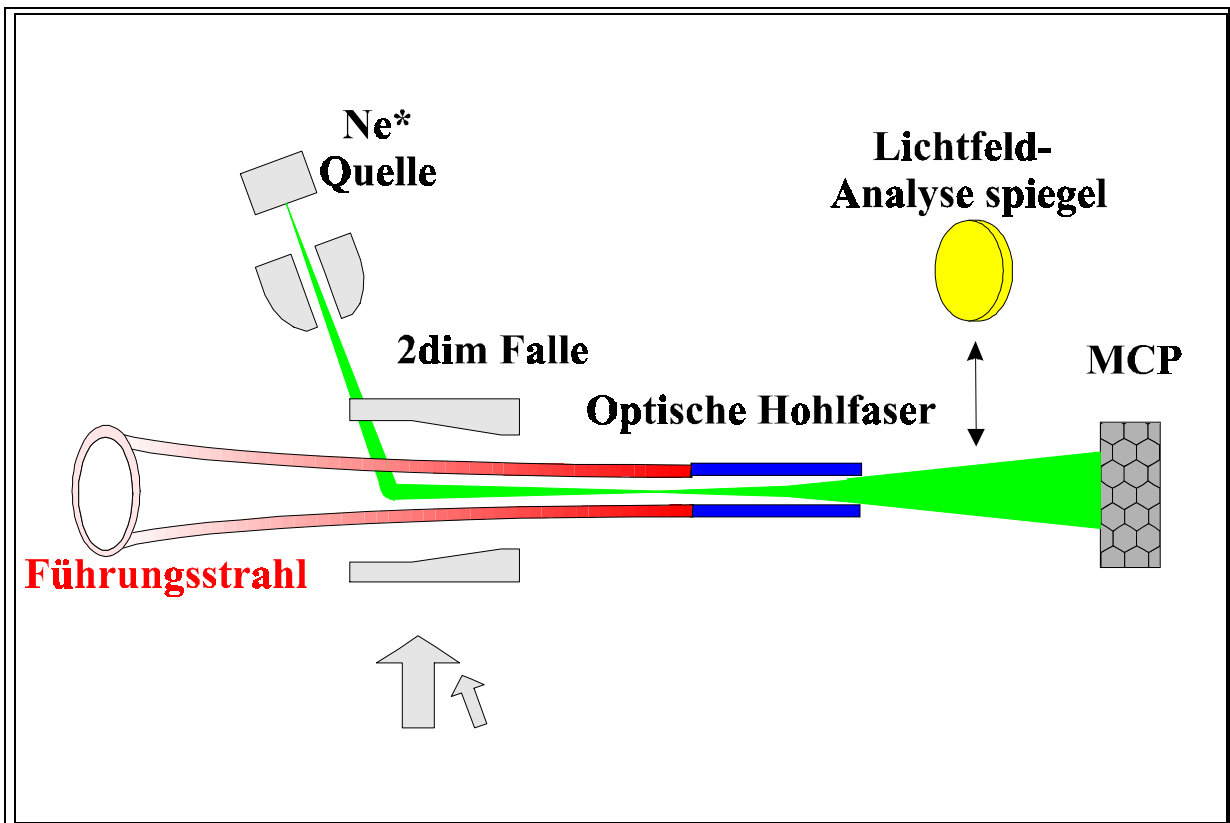 Ne*
Quelle
Lichtfeld-
Analyse spiegel
2dim Falle
MCP
Optische Hohlfaser
Führungsstrahl